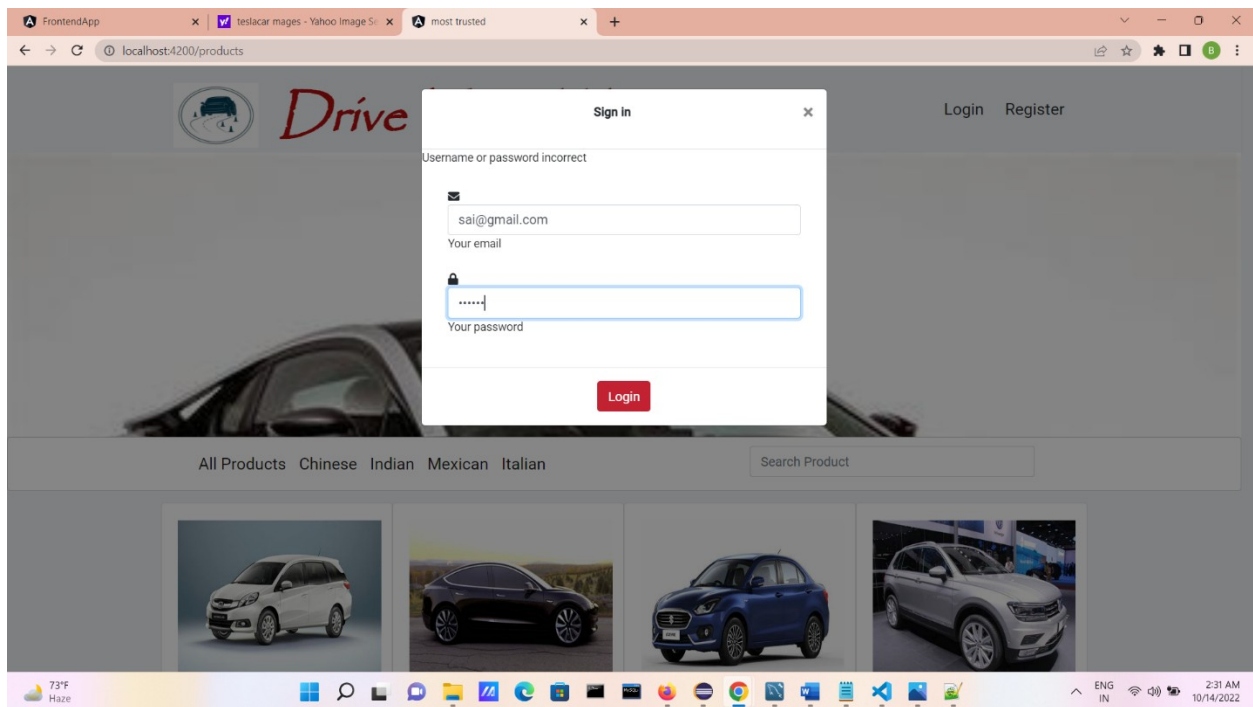 FrontendApp
teslacar mages - Yahoo Image Se
most trusted
localhost:4200/products
B
Drive
Login Register
Sign in
Username or password incorrect
sai@gmail.com
Your email
Your password
Login
All Products Chinese Indian Mexican Italian
Search Product
73°F
Haze
ENG
IN
2:31 AM
10/14/2022